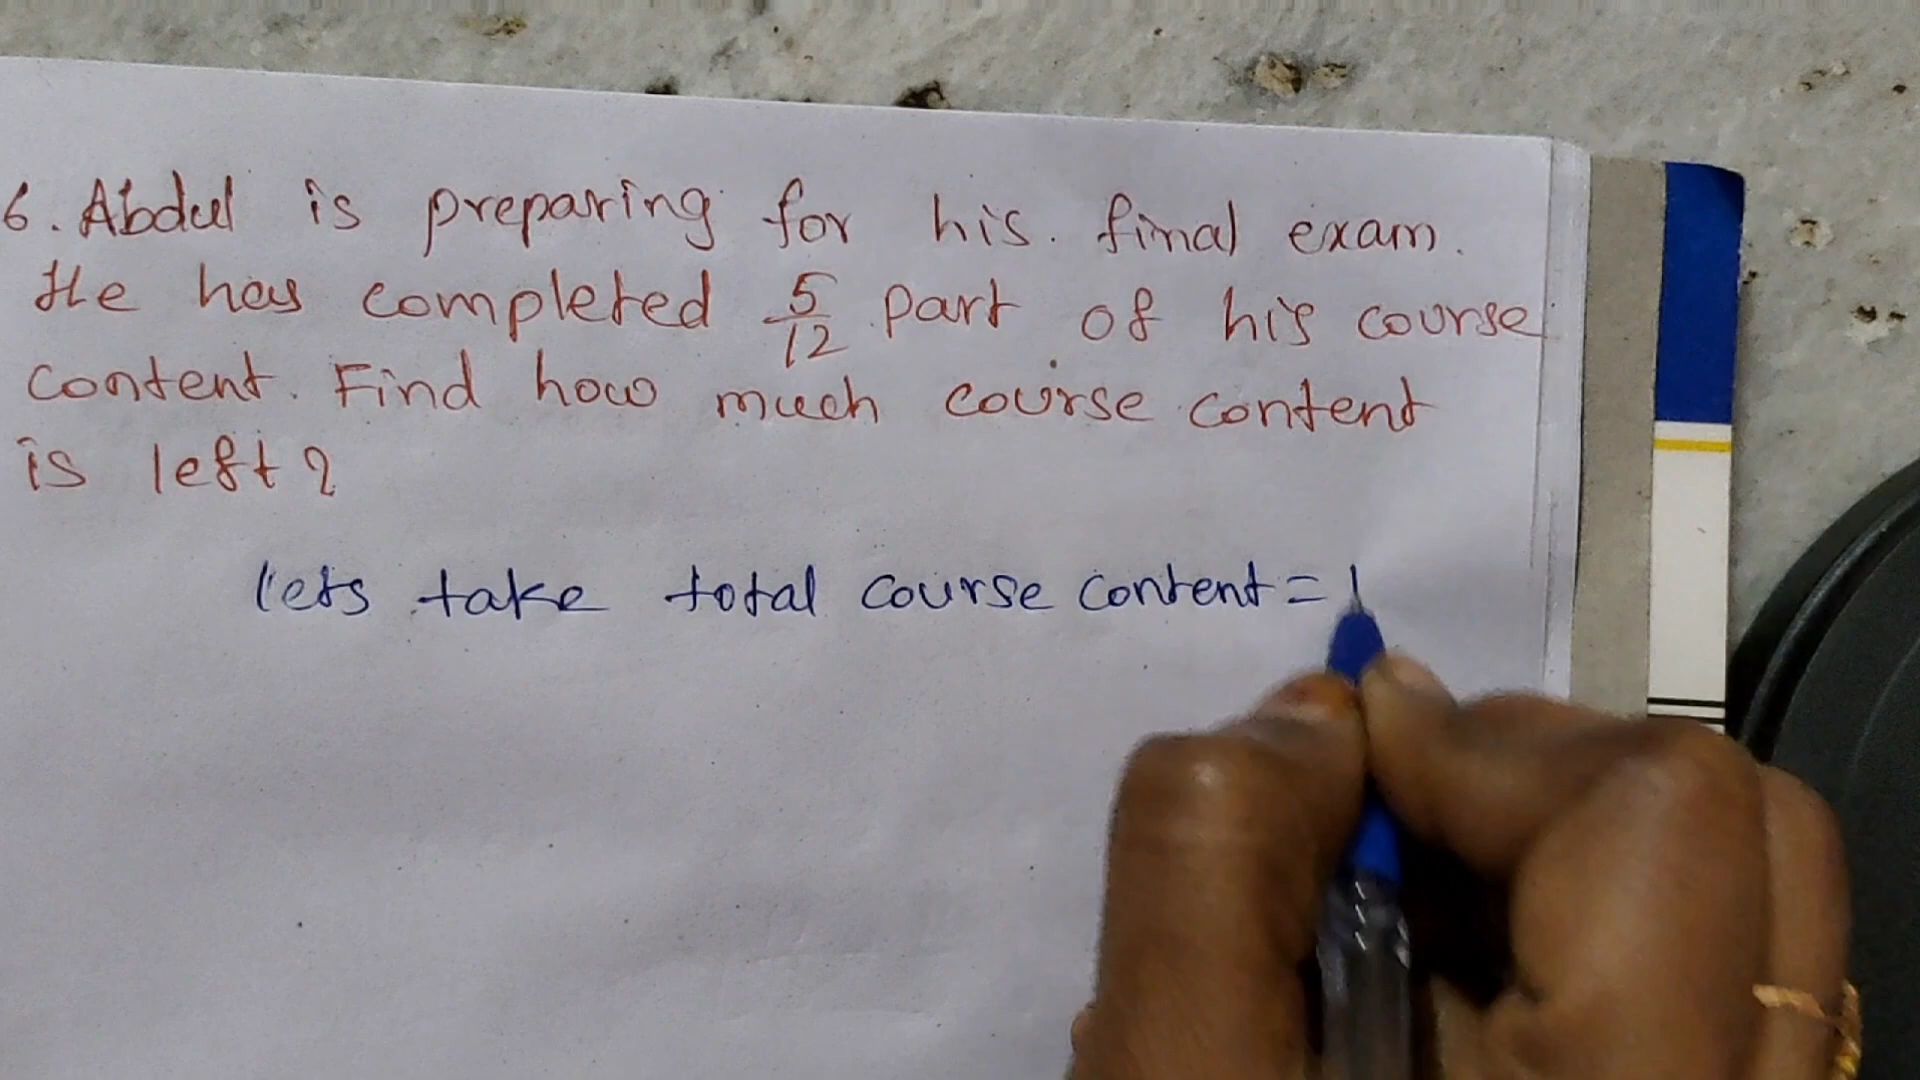 6. Abdul is preparing for his. final exam.
He has completed 5/12 part of his course
content. Find how much course content
is left?
lets take total course content = 1